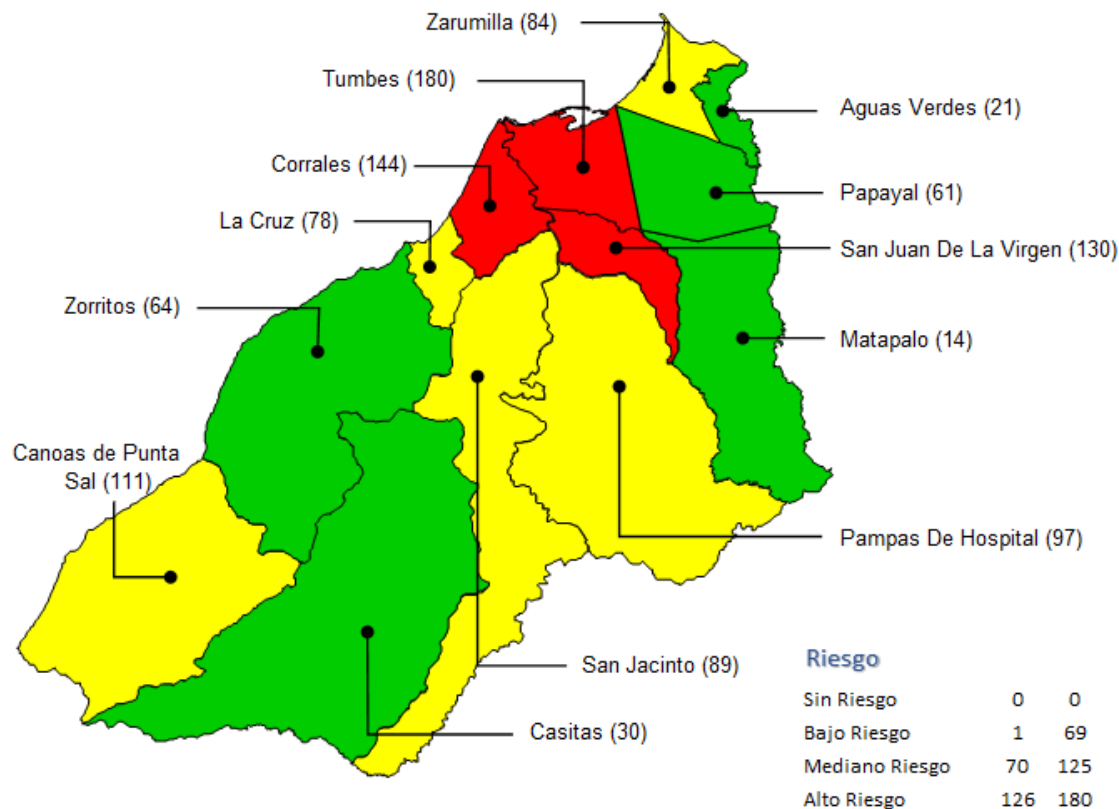 Zarumilla (84)
Tumbes (180)
Aguas Verdes (21)
Corrales (144)
Papayal (61)
La Cruz (78)
San Juan De La Virgen (130)
Zorritos (64)
Matapalo (14)
Canoas de Punta
Sal (111)
Pampas De Hospital (97)
San Jacinto (89)
Casitas (30)
Riesgo
Sin Riesgo 0 0
Bajo Riesgo 1 69
Mediano Riesgo 70 125
Alto Riesgo 126 180